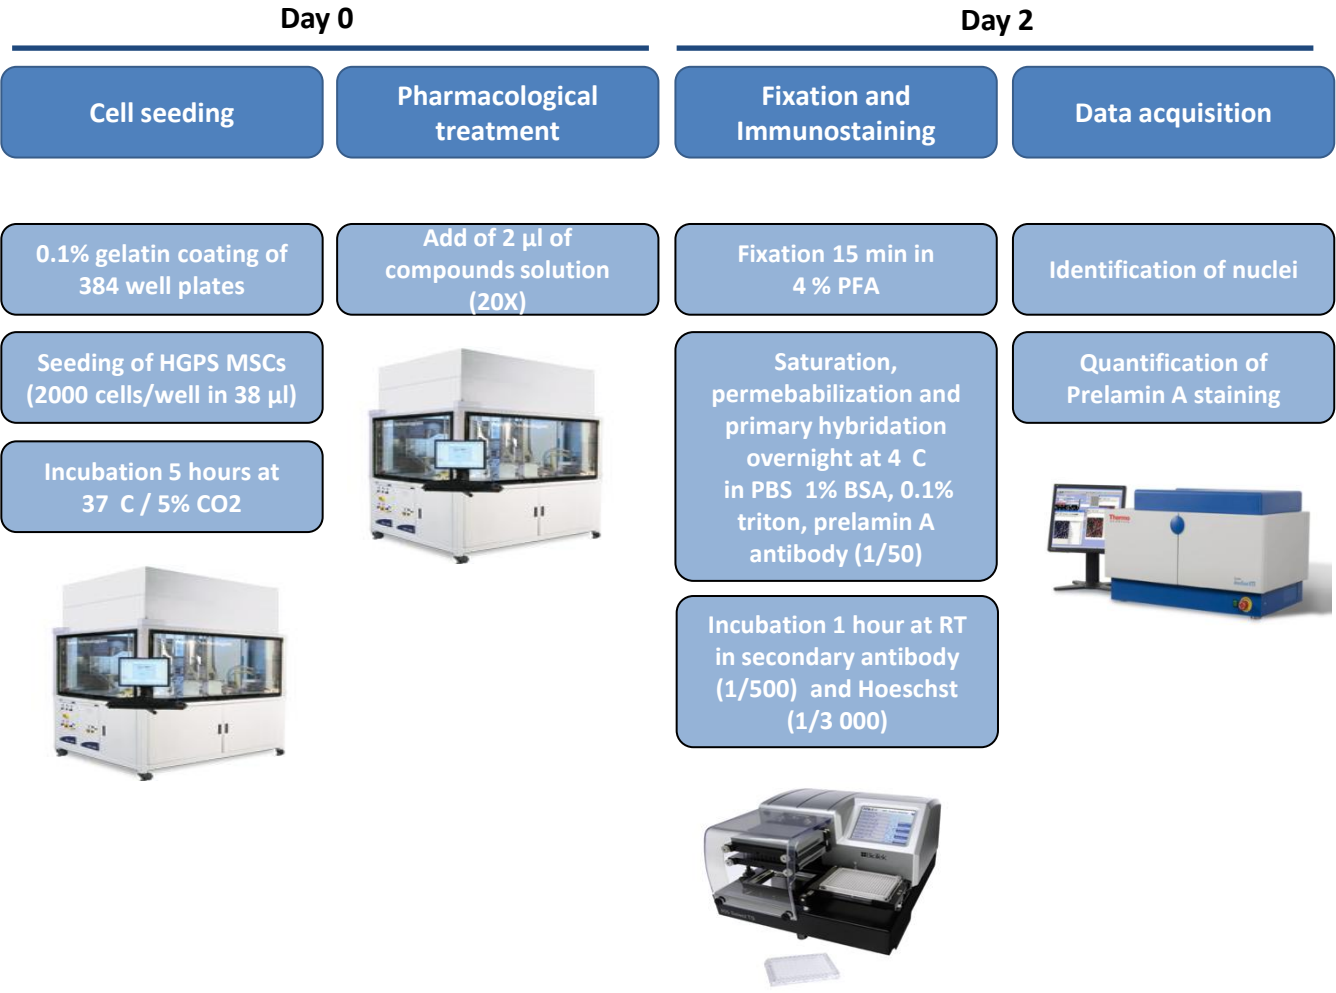 Day 0
Day 2
Cell seeding
Pharmacological
treatment
Fixation and
Immunostaining
Data acquisition
0.1% gelatin coating of
384 well plates
Seeding of HGPS MSCs
(2000 cells/well in 38 µl)
Incubation 5 hours at
37 C / 5% CO2
Add of 2 µl of
compounds solution
(20X)
Fixation 15 min in
4 % PFA
Saturation,
permebabilization and
primary hybridation
overnight at 4 C
in PBS 1% BSA, 0.1%
triton, prelamin A
antibody (1/50)
Incubation 1 hour at RT
in secondary antibody
(1/500) and Hoeschst
(1/3 000)
Identification of nuclei
Quantification of
Prelamin A staining
Thermo
BioTek